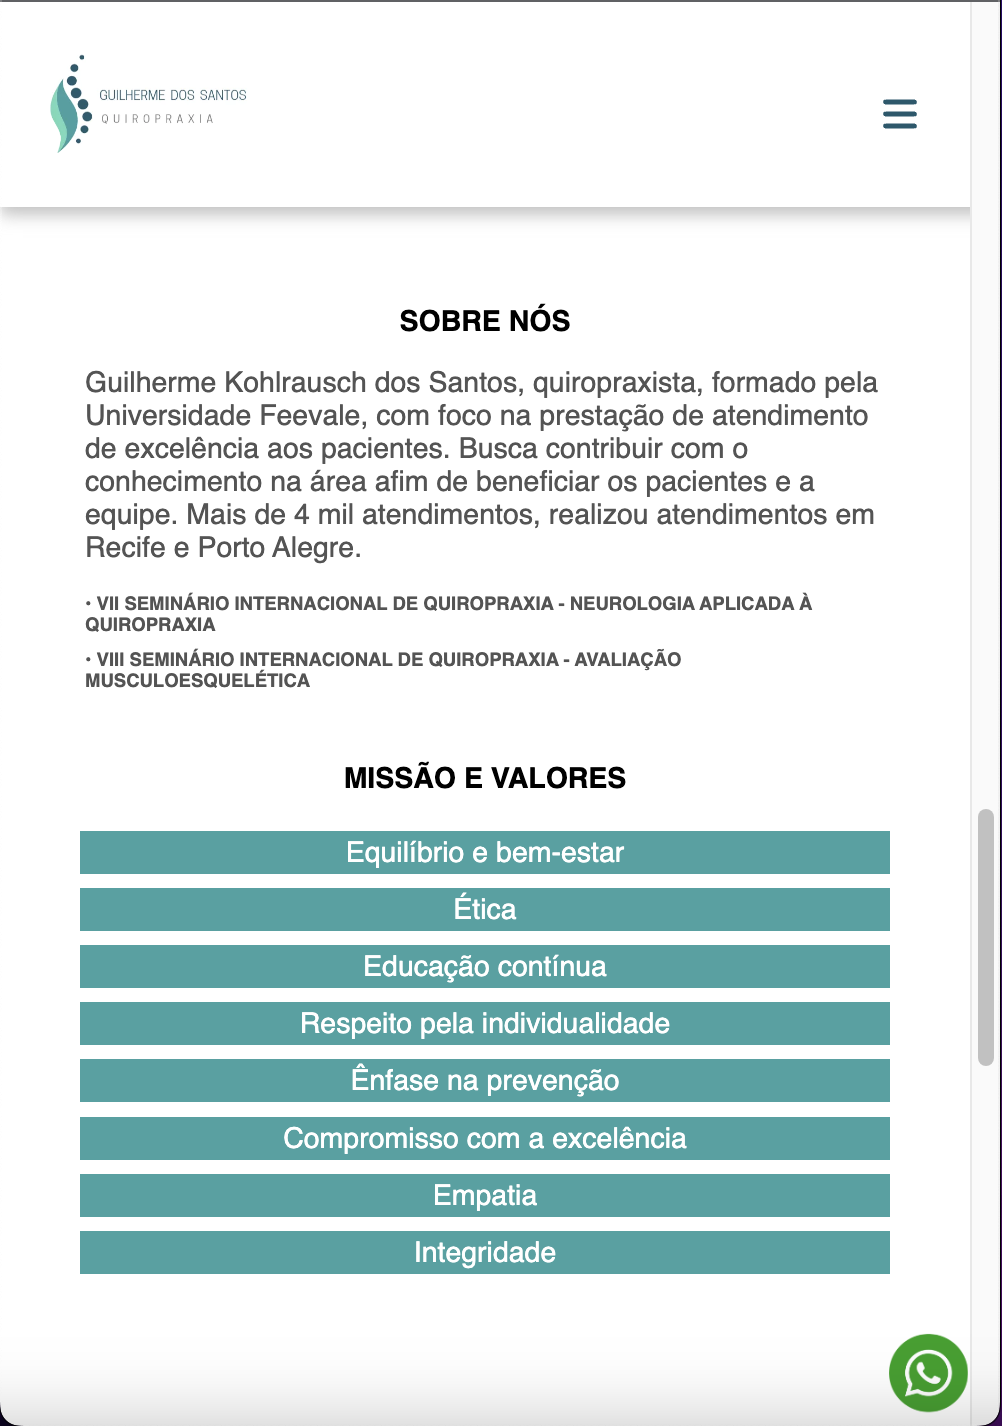 GUILHERME DOS SANTOS
QUIROPRAXIA
SOBRE NÓS
Guilherme Kohlrausch dos Santos, quiropraxista, formado pela
Universidade Feevale, com foco na prestação de atendimento
de excelência aos pacientes. Busca contribuir com o
conhecimento na área afim de beneficiar os pacientes e a
equipe. Mais de 4 mil atendimentos, realizou atendimentos em
Recife e Porto Alegre.
• VII SEMINÁRIO INTERNACIONAL DE QUIROPRAXIA - NEUROLOGIA APLICADA À
QUIROPRAXIA
• VIII SEMINÁRIO INTERNACIONAL DE QUIROPRAXIA - AVALIAÇÃO
MUSCULOESQUELÉTICA
MISSÃO E VALORES
Equilíbrio e bem-estar
Ética
Educação contínua
Respeito pela individualidade
Ênfase na prevenção
Compromisso com a excelência
Empatia
Integridade